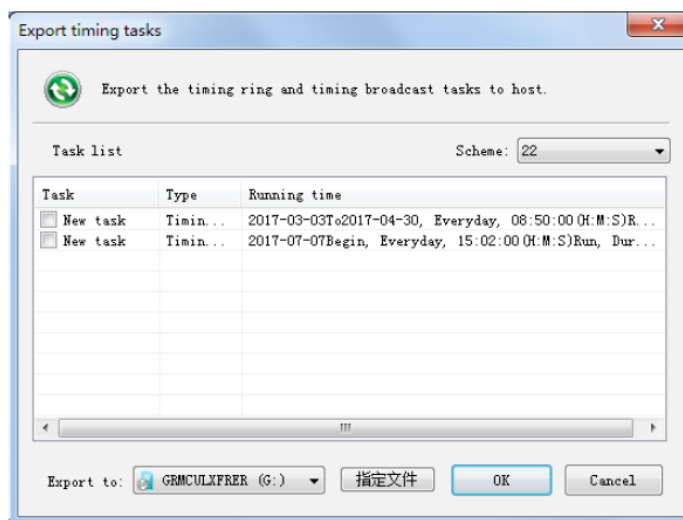 Export timing tasks
Export the timing ring and timing broadcast tasks to host.
Task list
Scheme: 22
Task Type Running time
New task Timin... 2017-03-03To2017-04-30, Everyday, 08:50:00(H:M:S)R...
New task Timin... 2017-07-07Begin, Everyday, 15:02:00(H:M:S)Run, Dur...
Export to: GRMCULXFRER (G:) 指定文件 OK Cancel